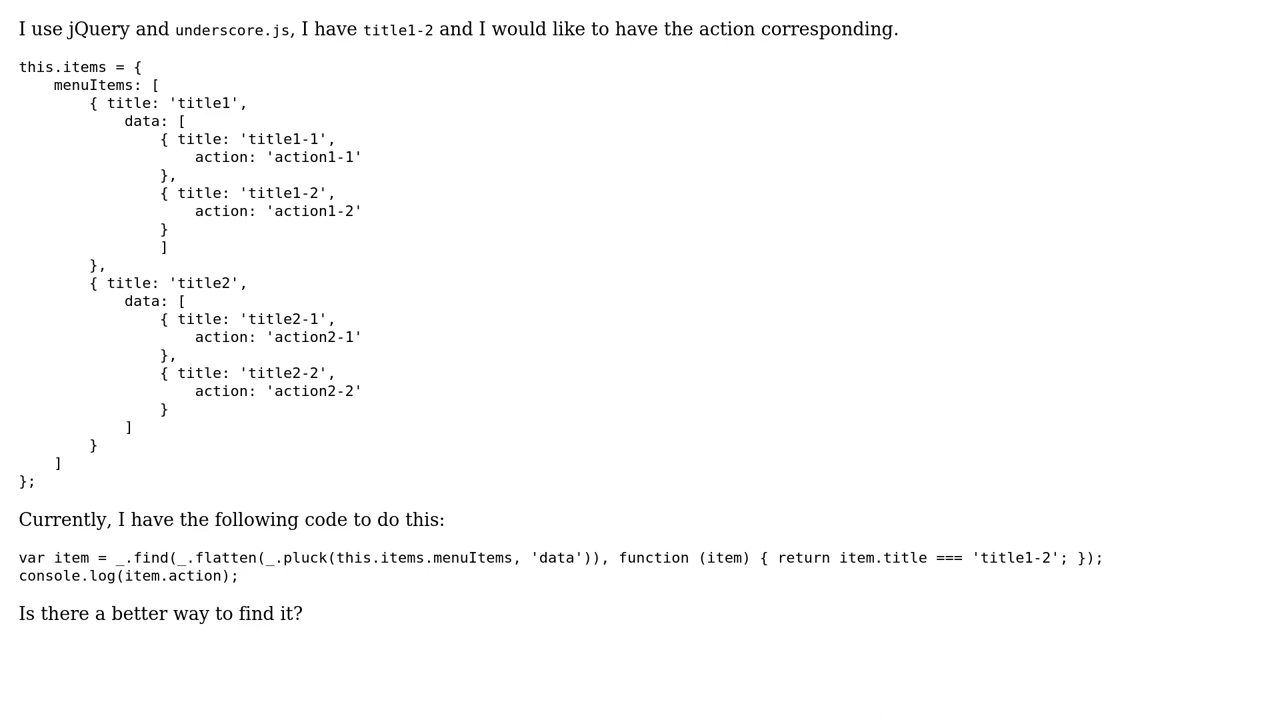 I use jQuery and underscore.js, I have title1-2 and I would like to have the action corresponding.
this.items = {
    menuItems: [
        { title: 'title1',
            data: [
                { title: 'title1-1',
                    action: 'action1-1'
                },
                { title: 'title1-2',
                    action: 'action1-2'
                }
                ]
        },
        { title: 'title2',
            data: [
                { title: 'title2-1',
                    action: 'action2-1'
                },
                { title: 'title2-2',
                    action: 'action2-2'
                }
            ]
        }
    ]
};
Currently, I have the following code to do this:
var item = _.find(_.flatten(_.pluck(this.items.menuItems, 'data')), function (item) { return item.title === 'title1-2'; });
console.log(item.action);
Is there a better way to find it?